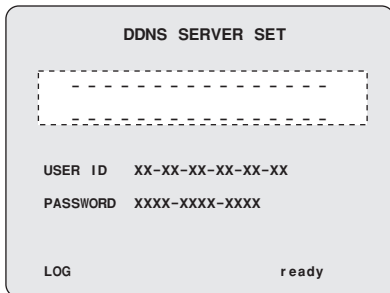 DDNS SERVER SET
- - - - - - - - - - - - - - - -
- - - - - - - - - - - - - - - -
USER ID XX-XX-XX-XX-XX-XX
PASSWORD XXXX-XXXX-XXXX
LOG ready